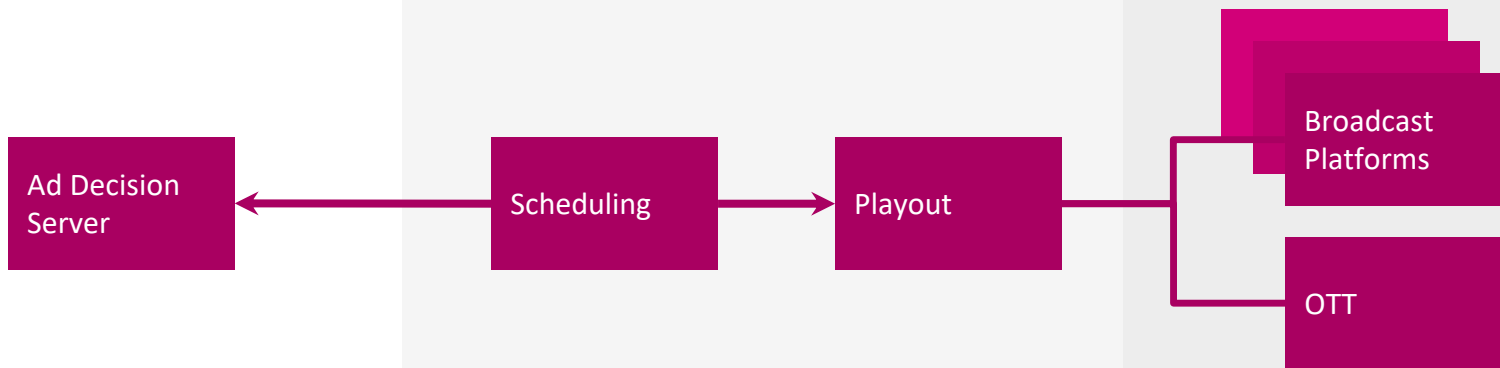 Ad Decision
Server
Scheduling
Playout
Broadcast
Platforms
OTT